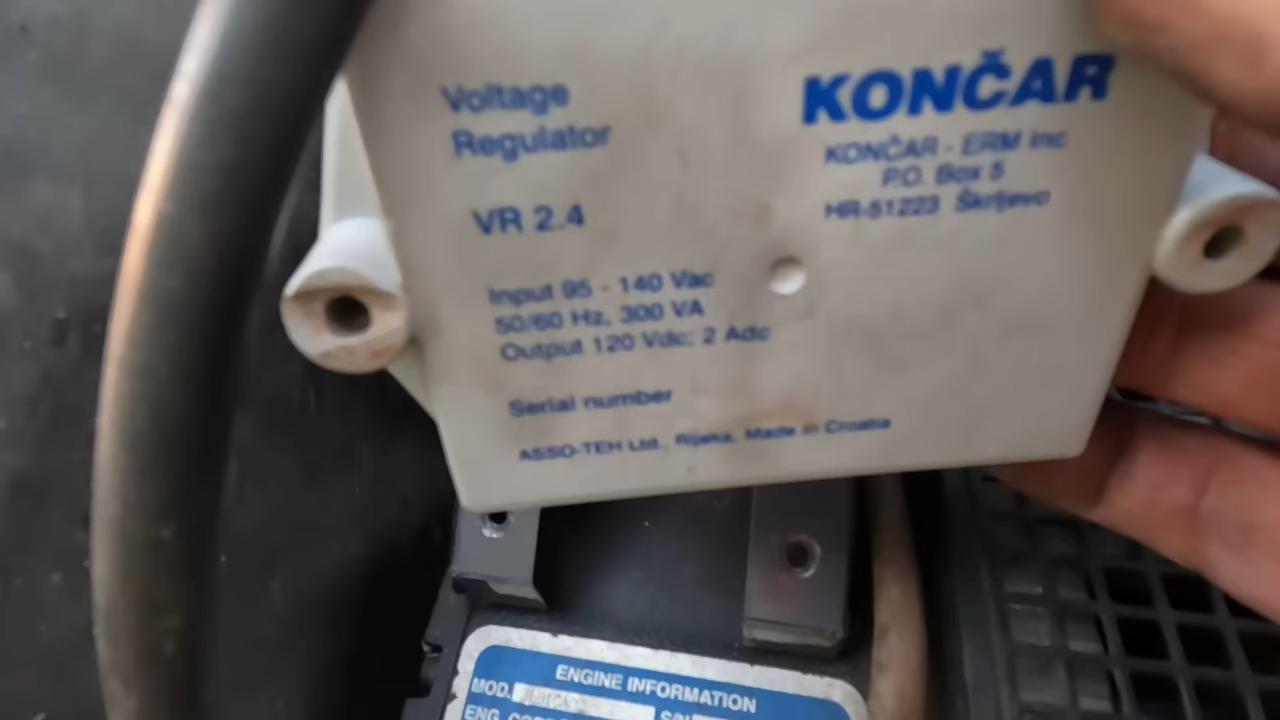 Voltage
Regulator
VR 2.4
Input 95 - 140 Vac
50/60 Hz, 300 VA
Output 120 Vdc; 2 Adc
Serial number
ASSO-TEH Ltd., Rijeka, Made in Croatia
KONČAR
KONČAR - ERM Inc
P.O. Box 5
HR-51223 Škrljevo
ENGINE INFORMATION
MOD.
S/N
ENG.